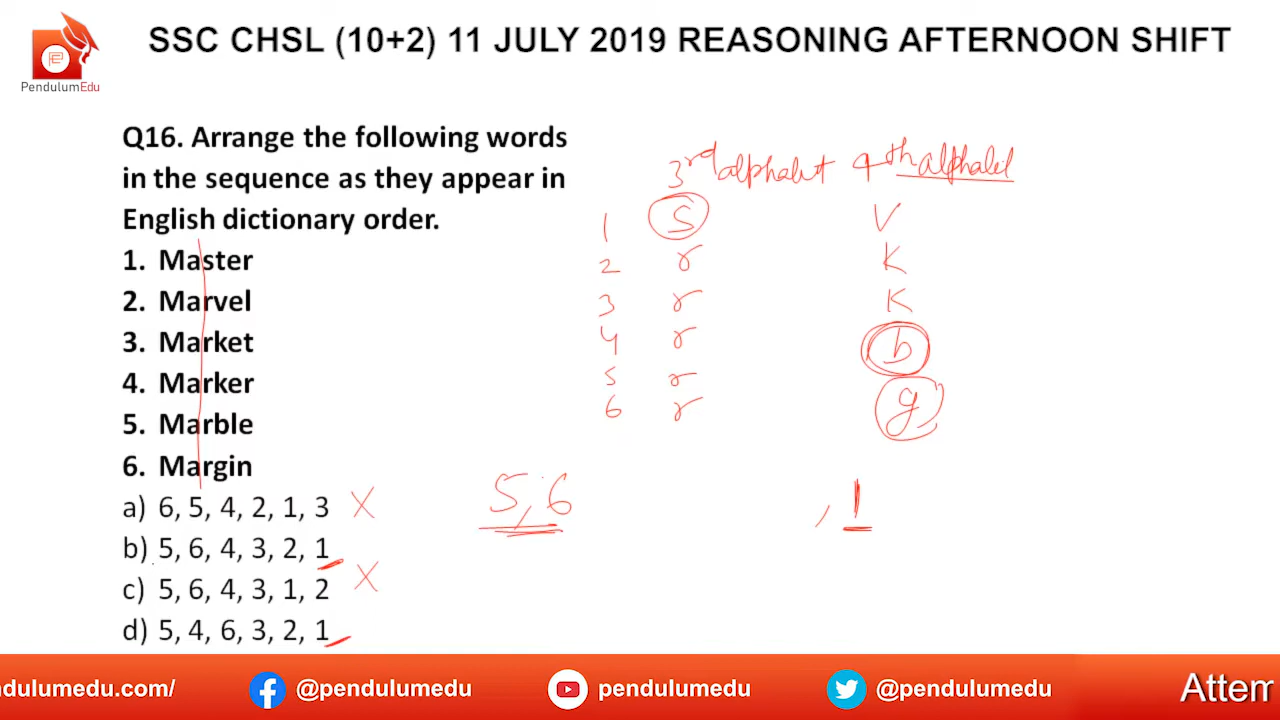 SSC CHSL (10+2) 11 JULY 2019 REASONING AFTERNOON SHIFT
PendulumEdu
Q16. Arrange the following words
in the sequence as they appear in
English dictionary order.
1. Master
2. Marvel
3. Market
4. Marker
5. Marble
6. Margin
a) 6, 5, 4, 2, 1, 3 X
b) 5, 6, 4, 3, 2, 1
c) 5, 6, 4, 3, 1, 2 X
d) 5, 4, 6, 3, 2, 1
3rd alphabet 4th alphabet
1 S V
2 r K
3 r K
4 r b
5 r g
6 r
5, 6 , 1
ndulumedu.com/ @pendulumedu pendulumedu @pendulumedu Attem